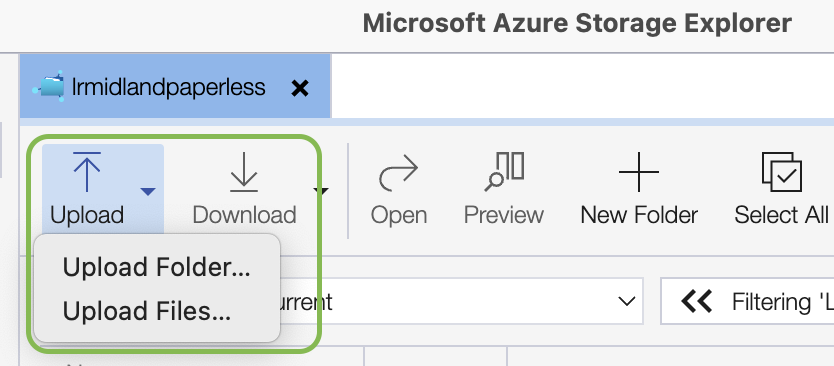 Microsoft Azure Storage Explorer
lrmidlandpaperless
Upload Download Open Preview New Folder Select All
Upload Folder...
Upload Files...
urrent
Filtering 'L